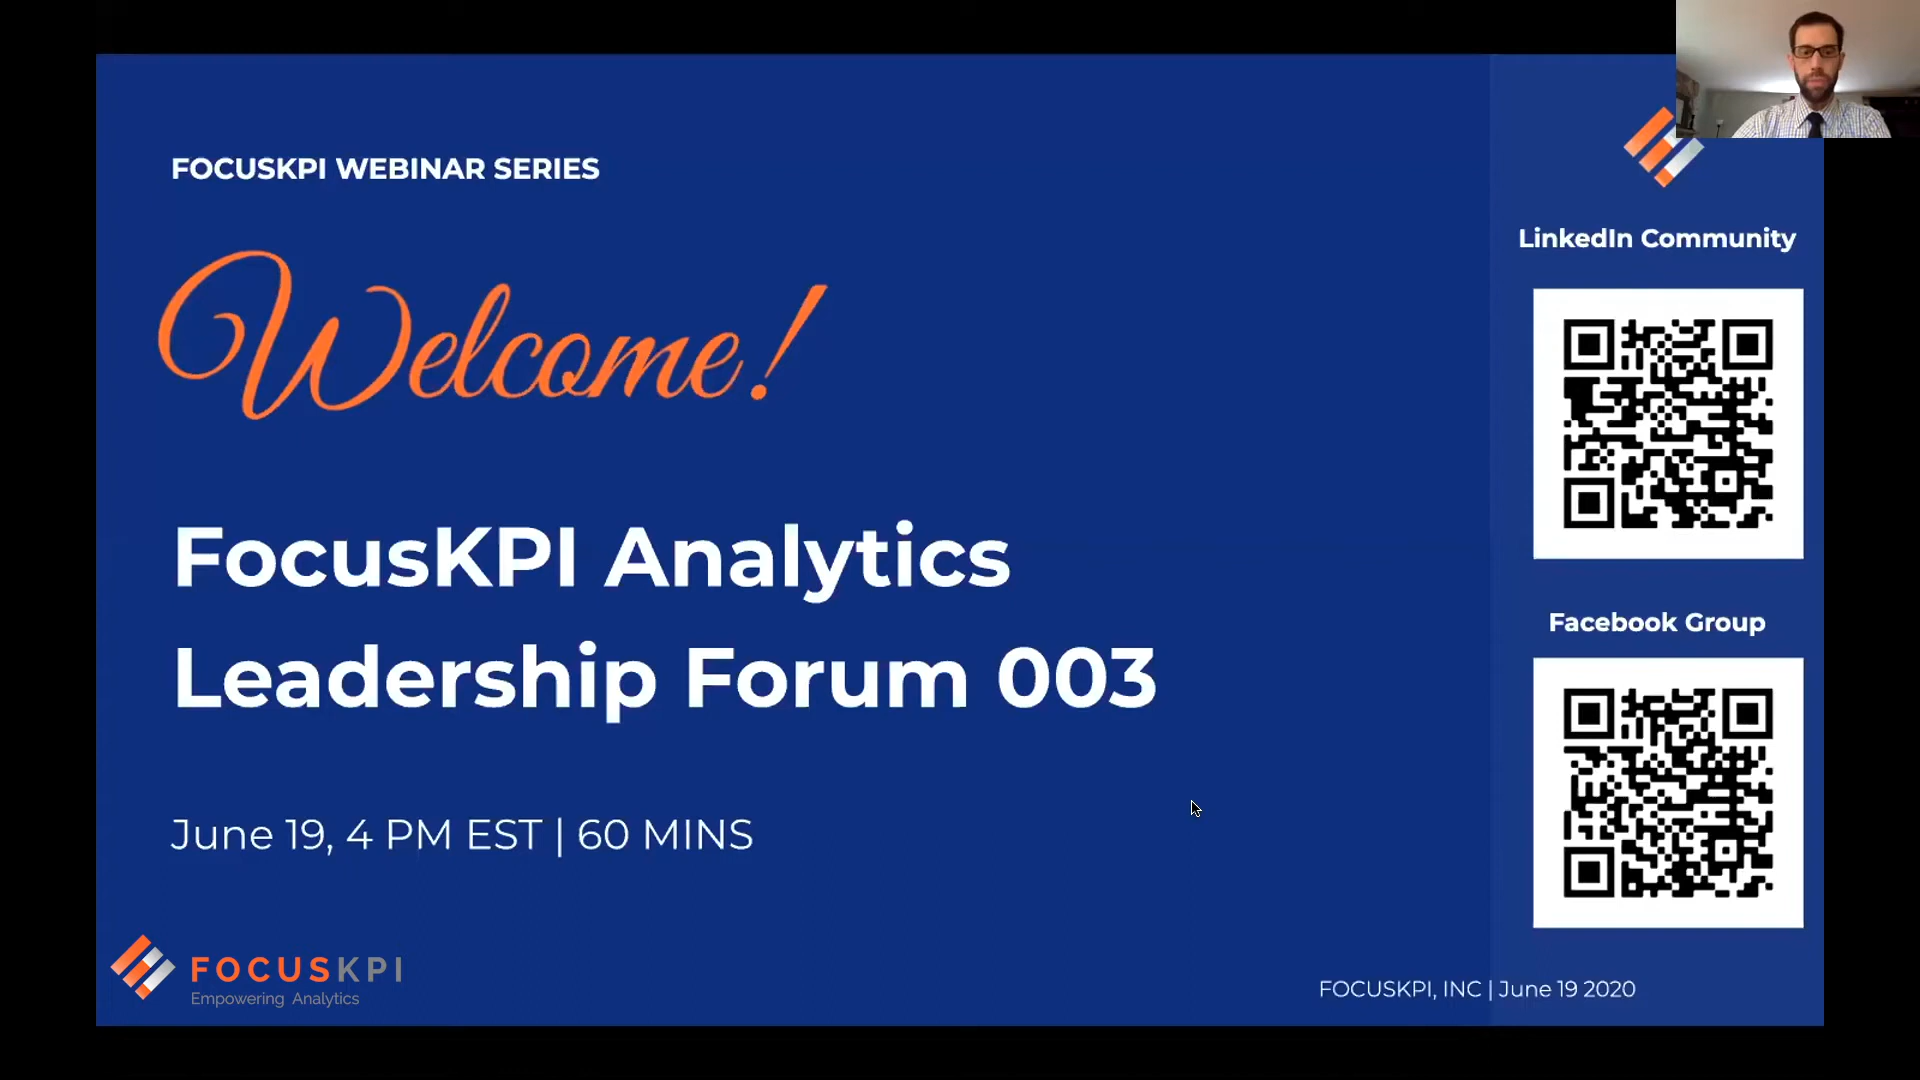 FOCUSKPI WEBINAR SERIES
Welcome!
FocusKPI Analytics
Leadership Forum 003
June 19, 4 PM EST | 60 MINS
FOCUSKPI
Empowering Analytics
LinkedIn Community
Facebook Group
FOCUSKPI, INC | June 19 2020